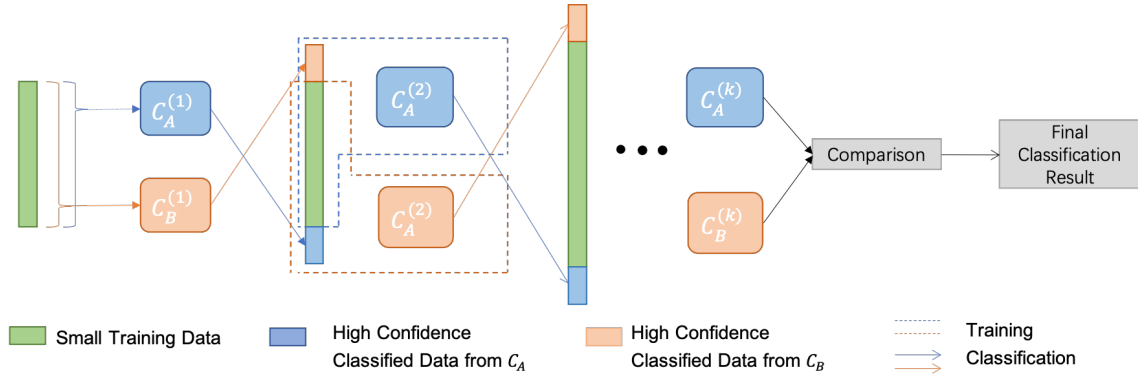 C_A^(1)
C_B^(1)
C_A^(2)
C_A^(2)
C_A^(k)
C_B^(k)
Comparison
Final
Classification
Result
Small Training Data
High Confidence
Classified Data from C_A
High Confidence
Classified Data from C_B
Training
Classification